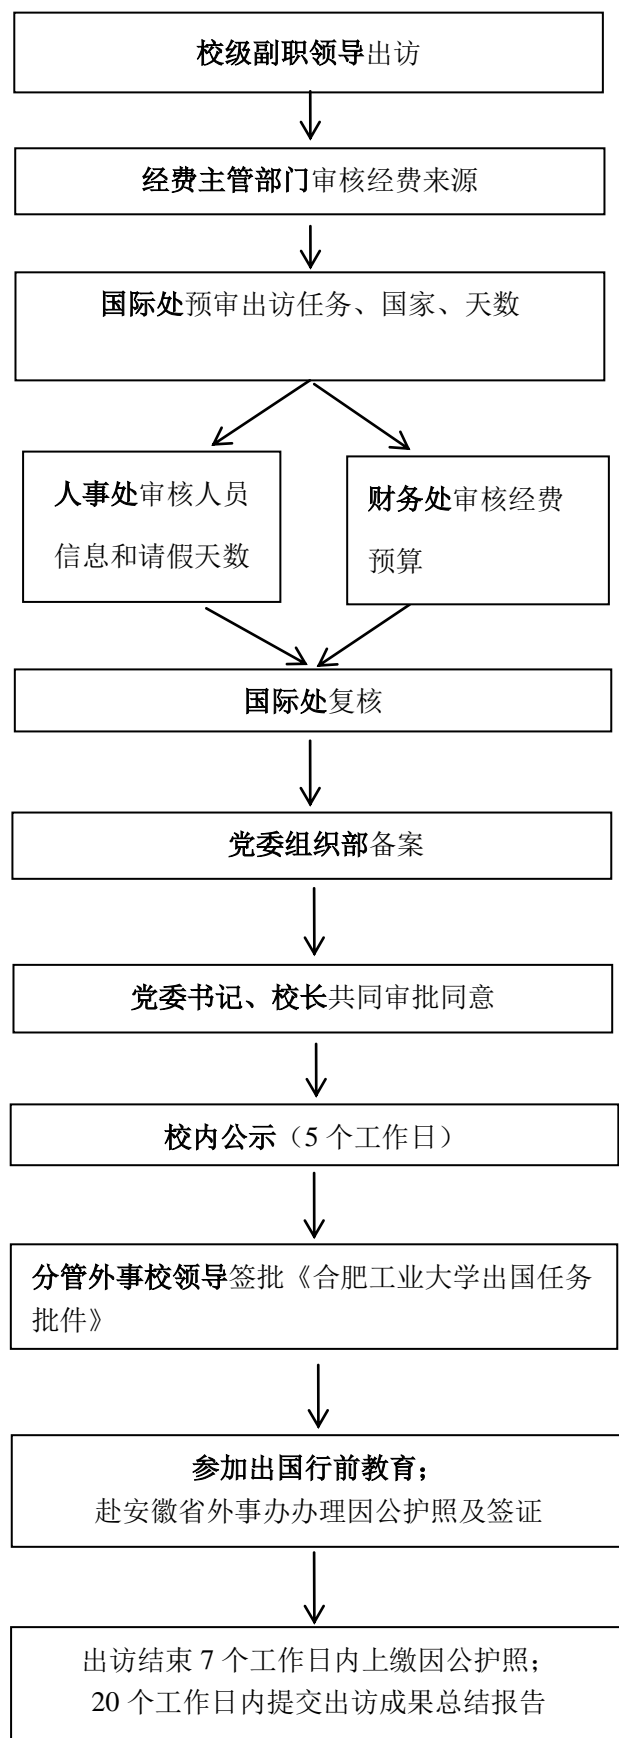 校级副职领导出访
经费主管部门审核经费来源
国际处预审出访任务、国家、天数
人事处审核人员
信息和请假天数
财务处审核经费
预算
国际处复核
党委组织部备案
党委书记、校长共同审批同意
校内公示（5 个工作日）
分管外事校领导签批《合肥工业大学出国任务
批件》
参加出国行前教育；
赴安徽省外事办办理因公护照及签证
出访结束 7 个工作日内上缴因公护照；
20 个工作日内提交出访成果总结报告